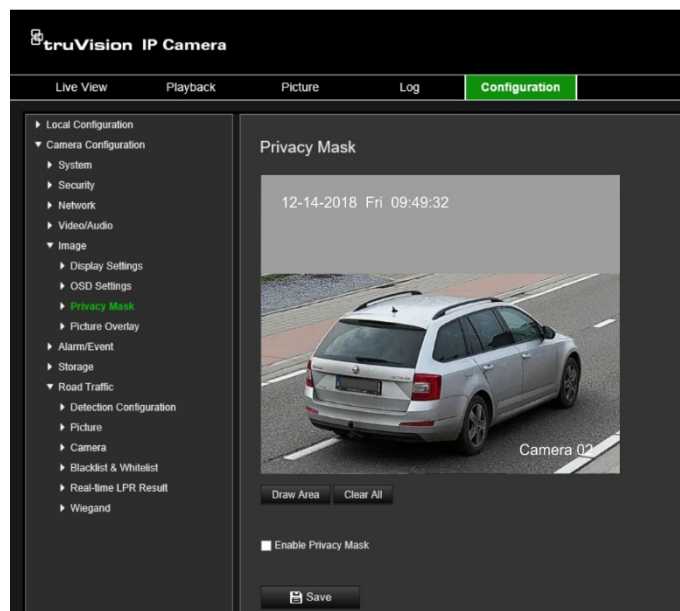 truVision IP Camera
Live View Playback Picture Log Configuration
Local Configuration
Camera Configuration
System
Security
Network
Video/Audio
Image
Display Settings
OSD Settings
Privacy Mask
Picture Overlay
Alarm/Event
Storage
Road Traffic
Detection Configuration
Picture
Camera
Blacklist & Whitelist
Real-time LPR Result
Wiegand
Privacy Mask
12-14-2018 Fri 09:49:32
Camera 02
Draw Area Clear All
Enable Privacy Mask
Save